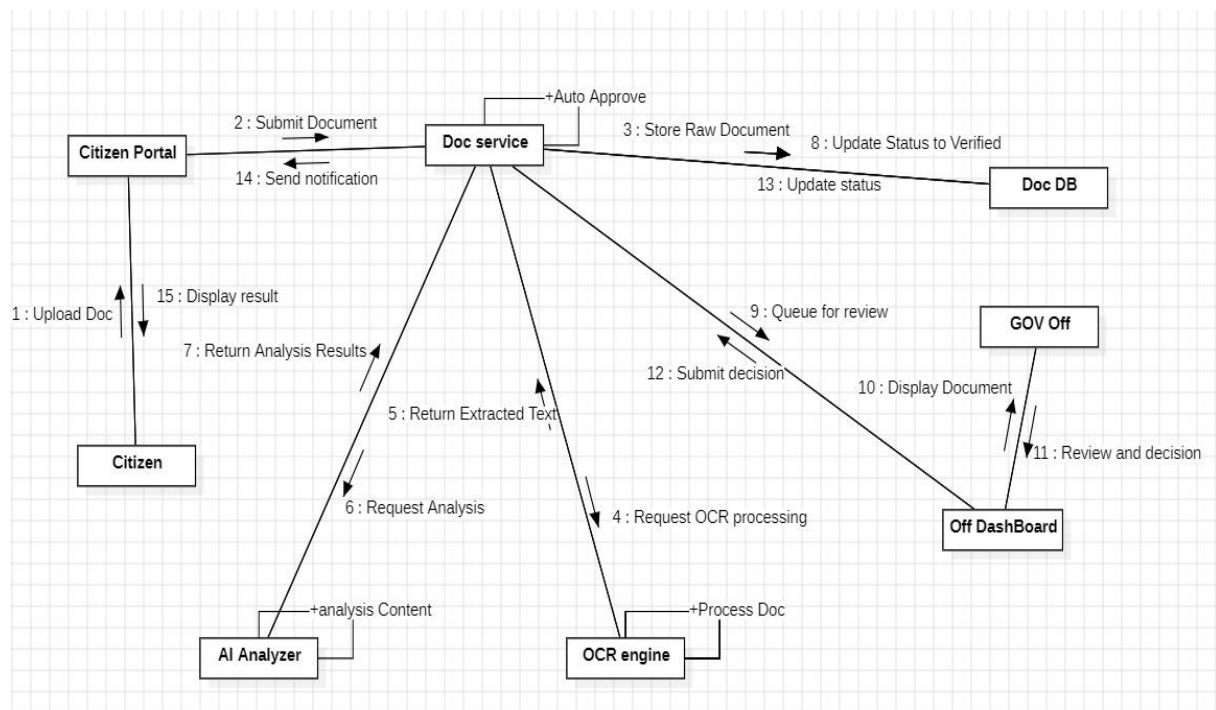 +Auto Approve
2 : Submit Document
3 : Store Raw Document
Citizen Portal
Doc service
8 : Update Status to Verified
14 : Send notification
13 : Update status
Doc DB
15 : Display result
1 : Upload Doc
9 : Queue for review
GOV Off
7 : Return Analysis Results
12 : Submit decision
10 : Display Document
5 : Return Extracted Text
11 : Review and decision
Citizen
6 : Request Analysis
4 : Request OCR processing
Off DashBoard
+analysis Content
+Process Doc
AI Analyzer
OCR engine